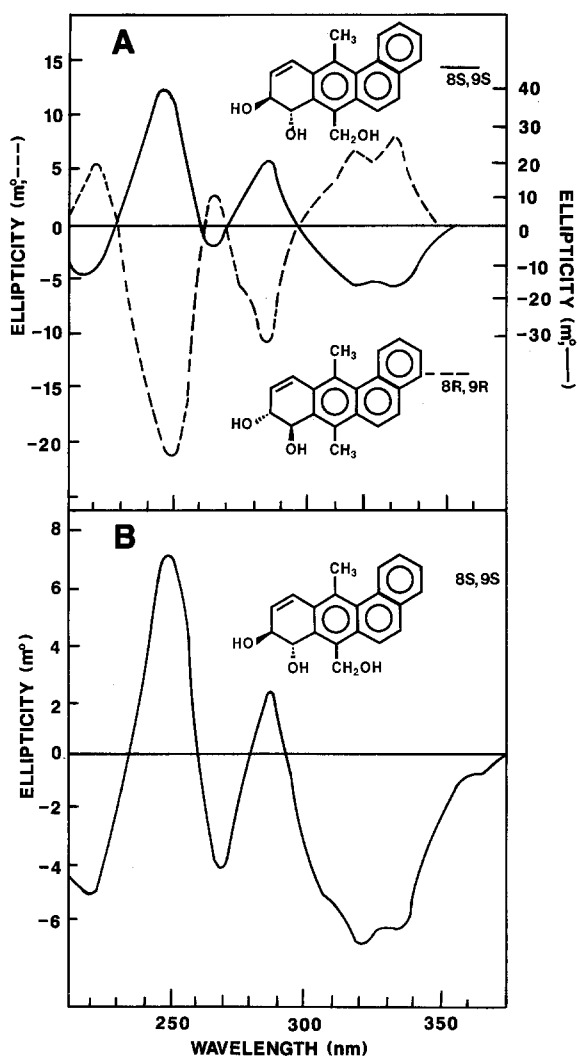 A
15
10
5
0
-5
-10
-15
-20
ELLIPTICITY (m°,---)
CH₃
HO
OH
CH₂OH
8S,9S
40
30
20
10
0
-10
-20
-30
ELLIPTICITY (m°,——)
CH₃
HO
OH
CH₃
8R,9R
B
8
6
4
2
0
-2
-4
-6
ELLIPTICITY (m°)
CH₃
HO
OH
CH₂OH
8S,9S
250
300
350
WAVELENGTH (nm)